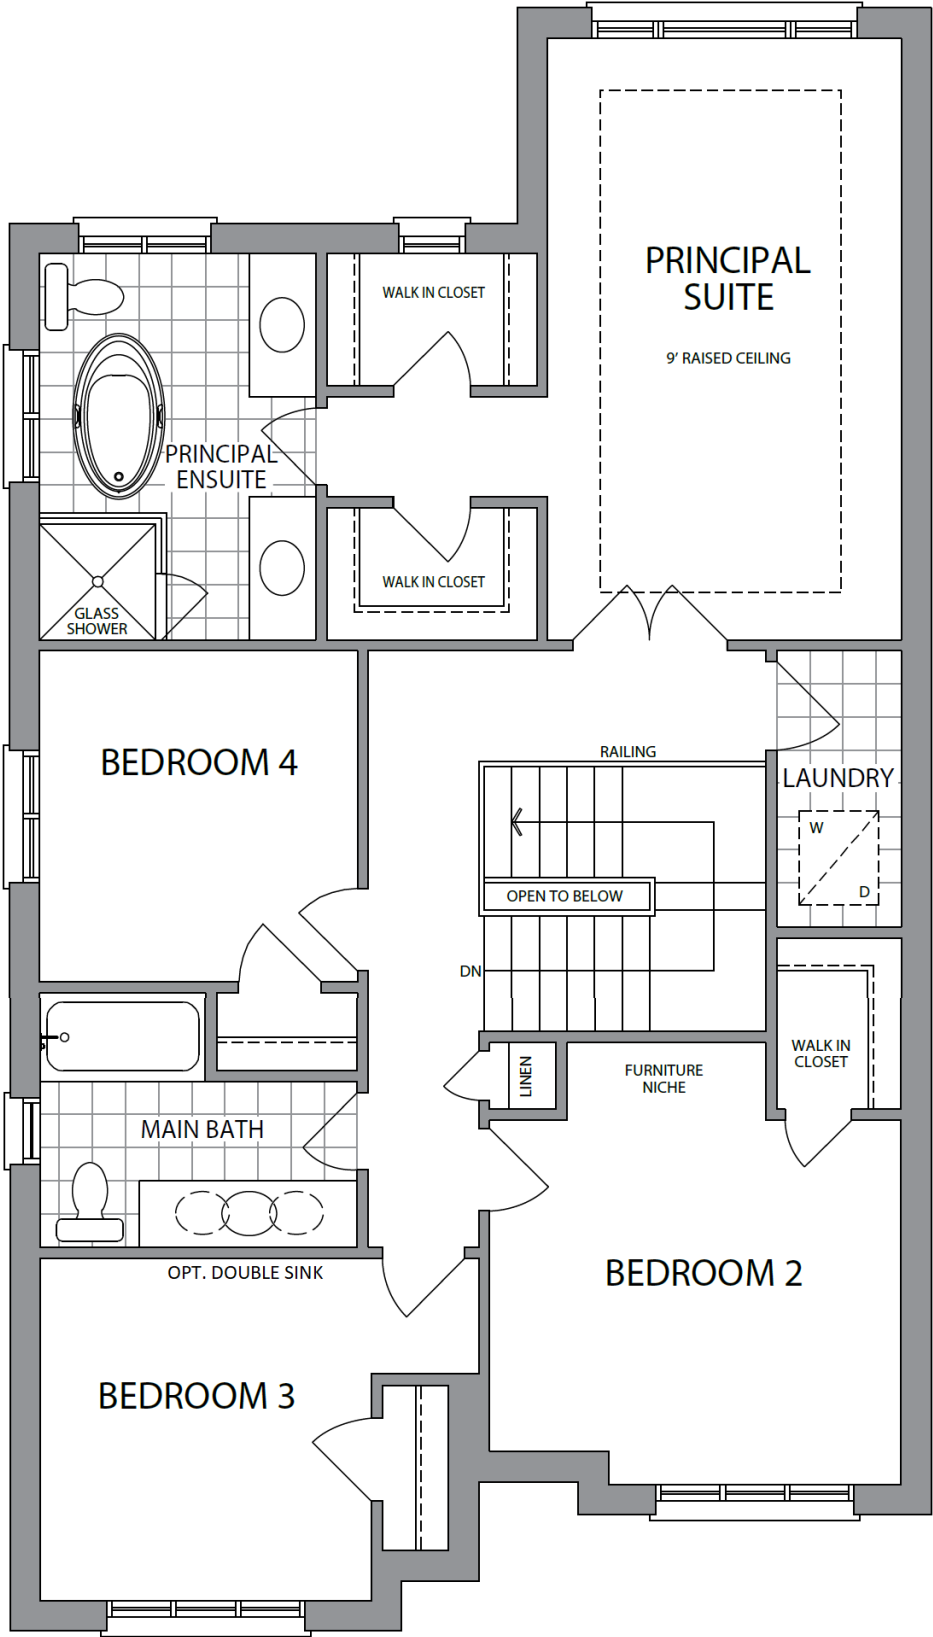 WALK IN CLOSET
PRINCIPAL
SUITE
9' RAISED CEILING
PRINCIPAL
ENSUITE
WALK IN CLOSET
GLASS
SHOWER
BEDROOM 4
RAILING
LAUNDRY
W
D
OPEN TO BELOW
DN
WALK IN
CLOSET
LINEN
FURNITURE
NICHE
MAIN BATH
OPT. DOUBLE SINK
BEDROOM 2
BEDROOM 3